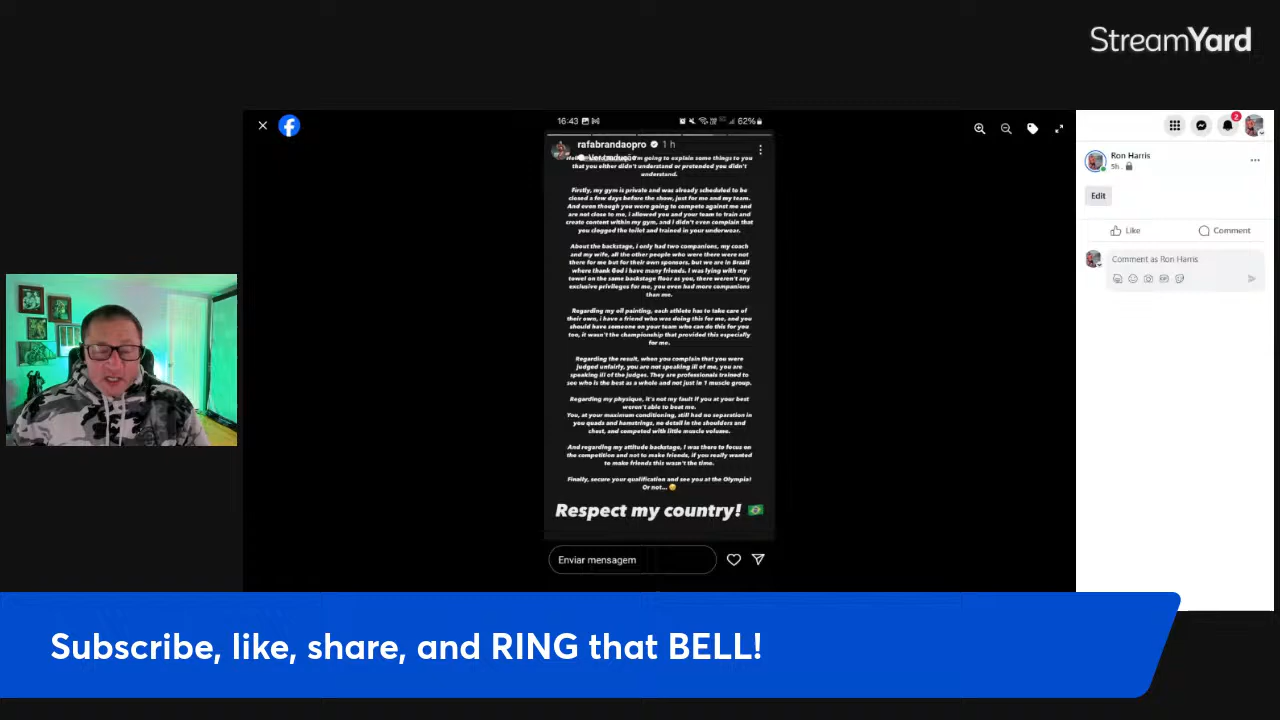 StreamYard
16:43
62%
rafabrandaopro 1 h
Ver tradução
I'm going to explain some things to you
that you either didn't understand or pretended you didn't
understand.
Firstly, my gym is private and was already scheduled to be
closed a few days before the show, just for me and my team.
And even though you were going to compete against me and
are not close to me, i allowed you and your team to train and
create content within my gym, and i didn't even complain that
you clogged the toilet and trained in your underwear.
About the backstage, i only had two companions, my coach
and my wife, all the other people who were there were not
there for me but for their own sponsors, but we are in Brazil
where thank God i have many friends. I was lying with my
towel on the same backstage floor as you, there weren't any
exclusive privileges for me, you even had more companions
than me.
Regarding my oil painting, each athlete has to take care of
their own, i have a friend who was doing this for me, and you
should have someone on your team who can do this for you
too, it wasn't the championship that provided this especially
for me.
Regarding the result, when you complain that you were
judged unfairly, you are not speaking ill of me, you are
speaking ill of the judges. They are professionals trained to
see who is the best as a whole and not just in 1 muscle group.
Regarding my physique, it's not my fault if you at your best
weren't able to beat me.
You, at your maximum conditioning, still had no separation in
you quads and hamstrings, no detail in the shoulders and
chest, and competed with little muscle volume.
And regarding my attitude backstage, I was there to focus on
the competition and not to make friends, if you really wanted
to make friends this wasn't the time.
Finally, secure your qualification and see you at the Olympia!
Or not...
Respect my country!
Enviar mensagem
2
Ron Harris
5h
Edit
Like Comment
Comment as Ron Harris
Subscribe, like, share, and RING that BELL!